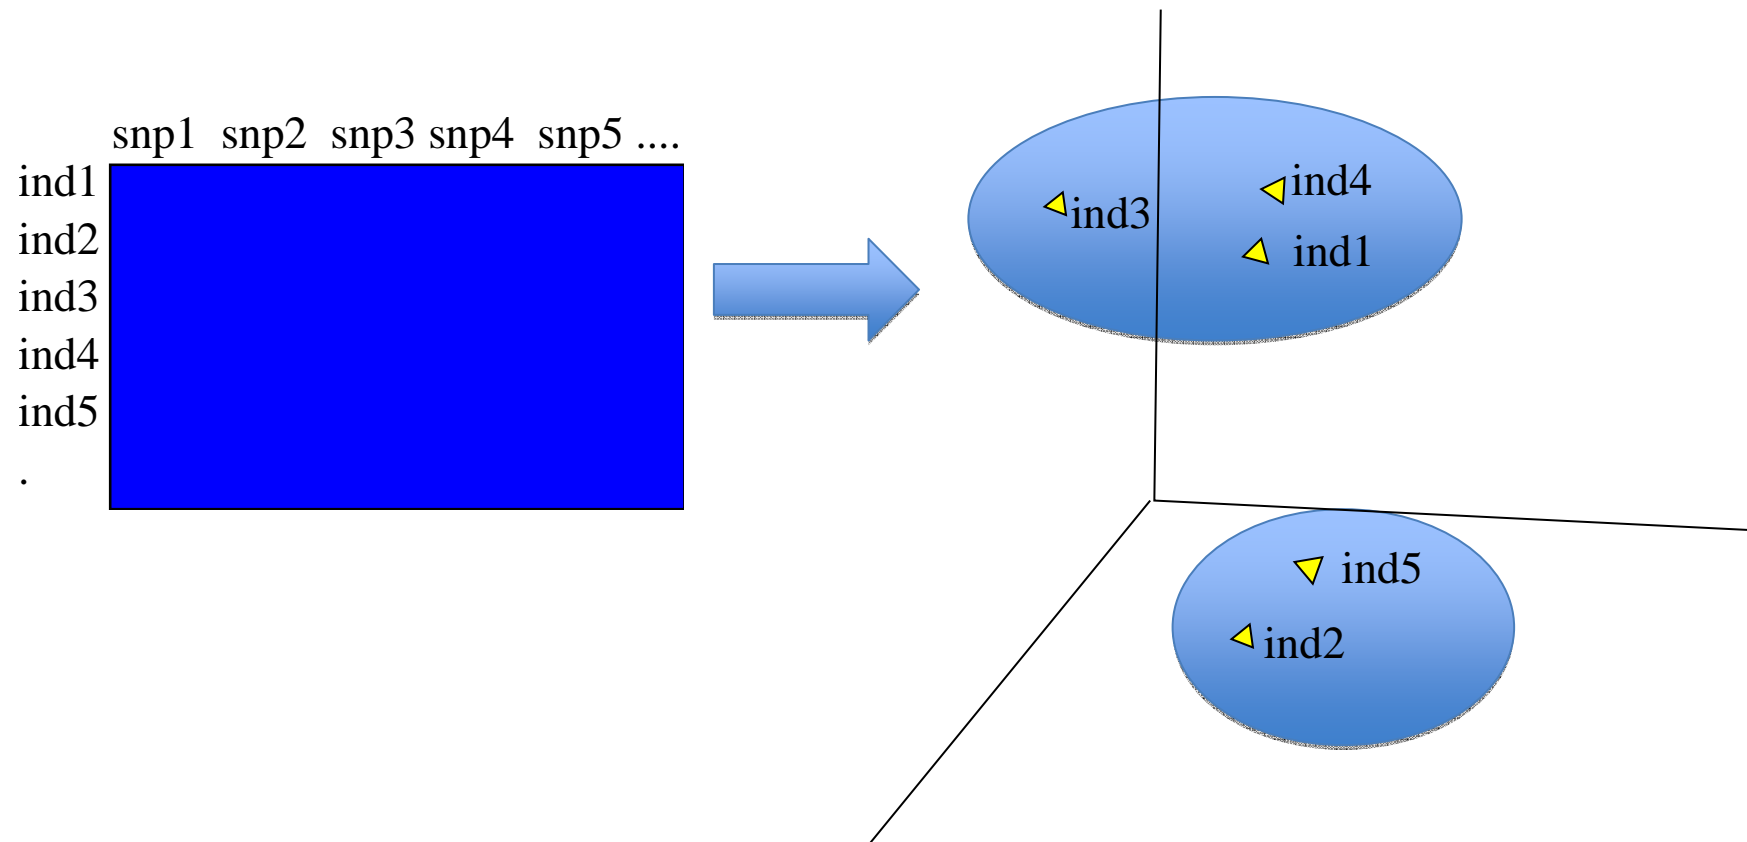 snp1 snp2 snp3 snp4 snp5 ....
ind1
ind2
ind3
ind4
ind5
.
ind4
ind3
ind1
ind5
ind2